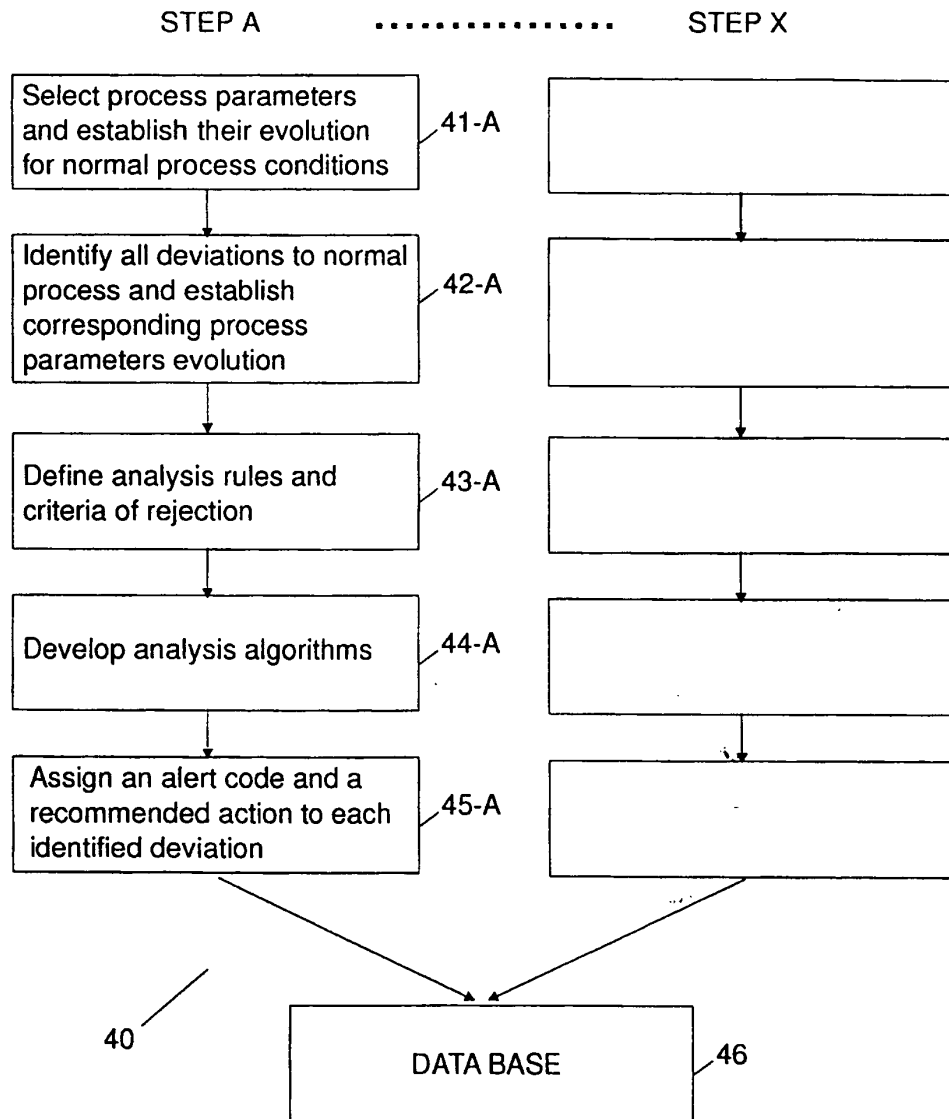 STEP A ............... STEP X
Select process parameters
and establish their evolution
for normal process conditions
41-A
Identify all deviations to normal
process and establish
corresponding process
parameters evolution
42-A
Define analysis rules and
criteria of rejection
43-A
Develop analysis algorithms
44-A
Assign an alert code and a
recommended action to each
identified deviation
45-A
40
DATA BASE
46